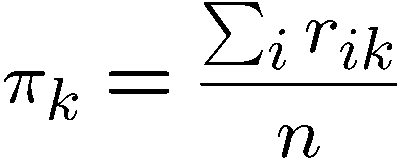 π_k = \frac{\sum_i r_{ik}}{n}